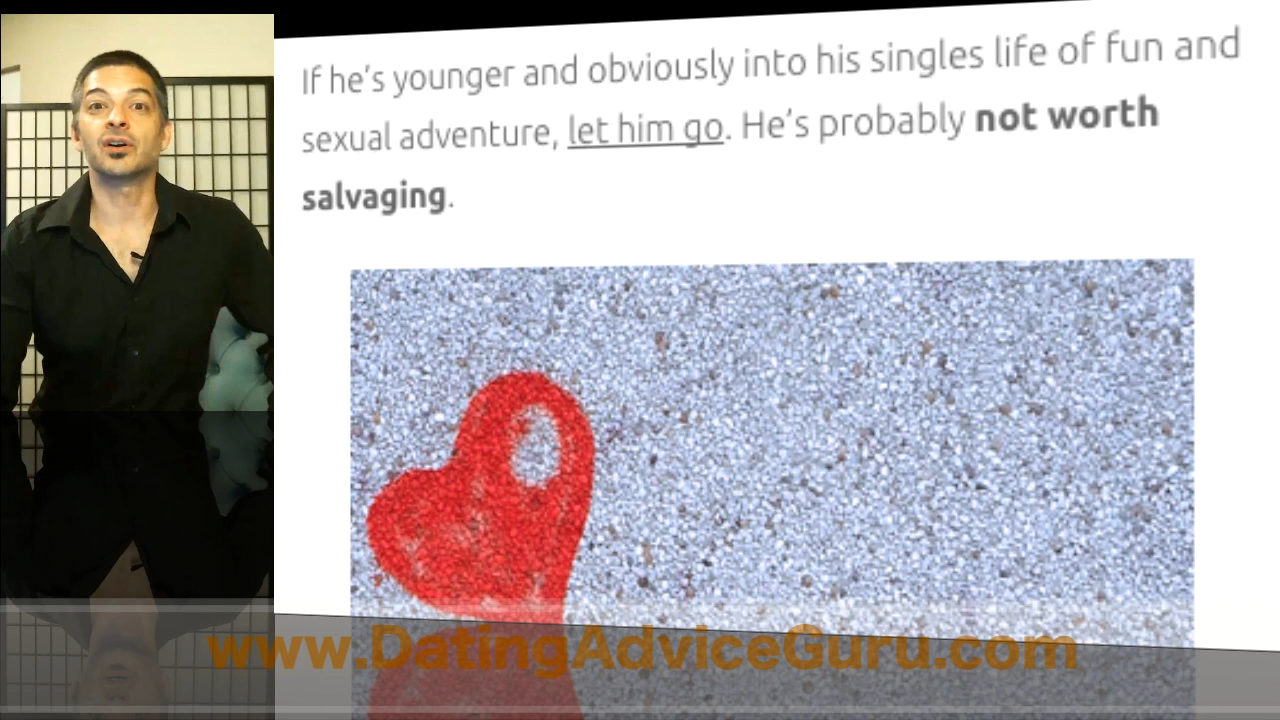 If he's younger and obviously into his singles life of fun and
sexual adventure, let him go. He's probably not worth
salvaging.
www.DatingAdviceGuru.com